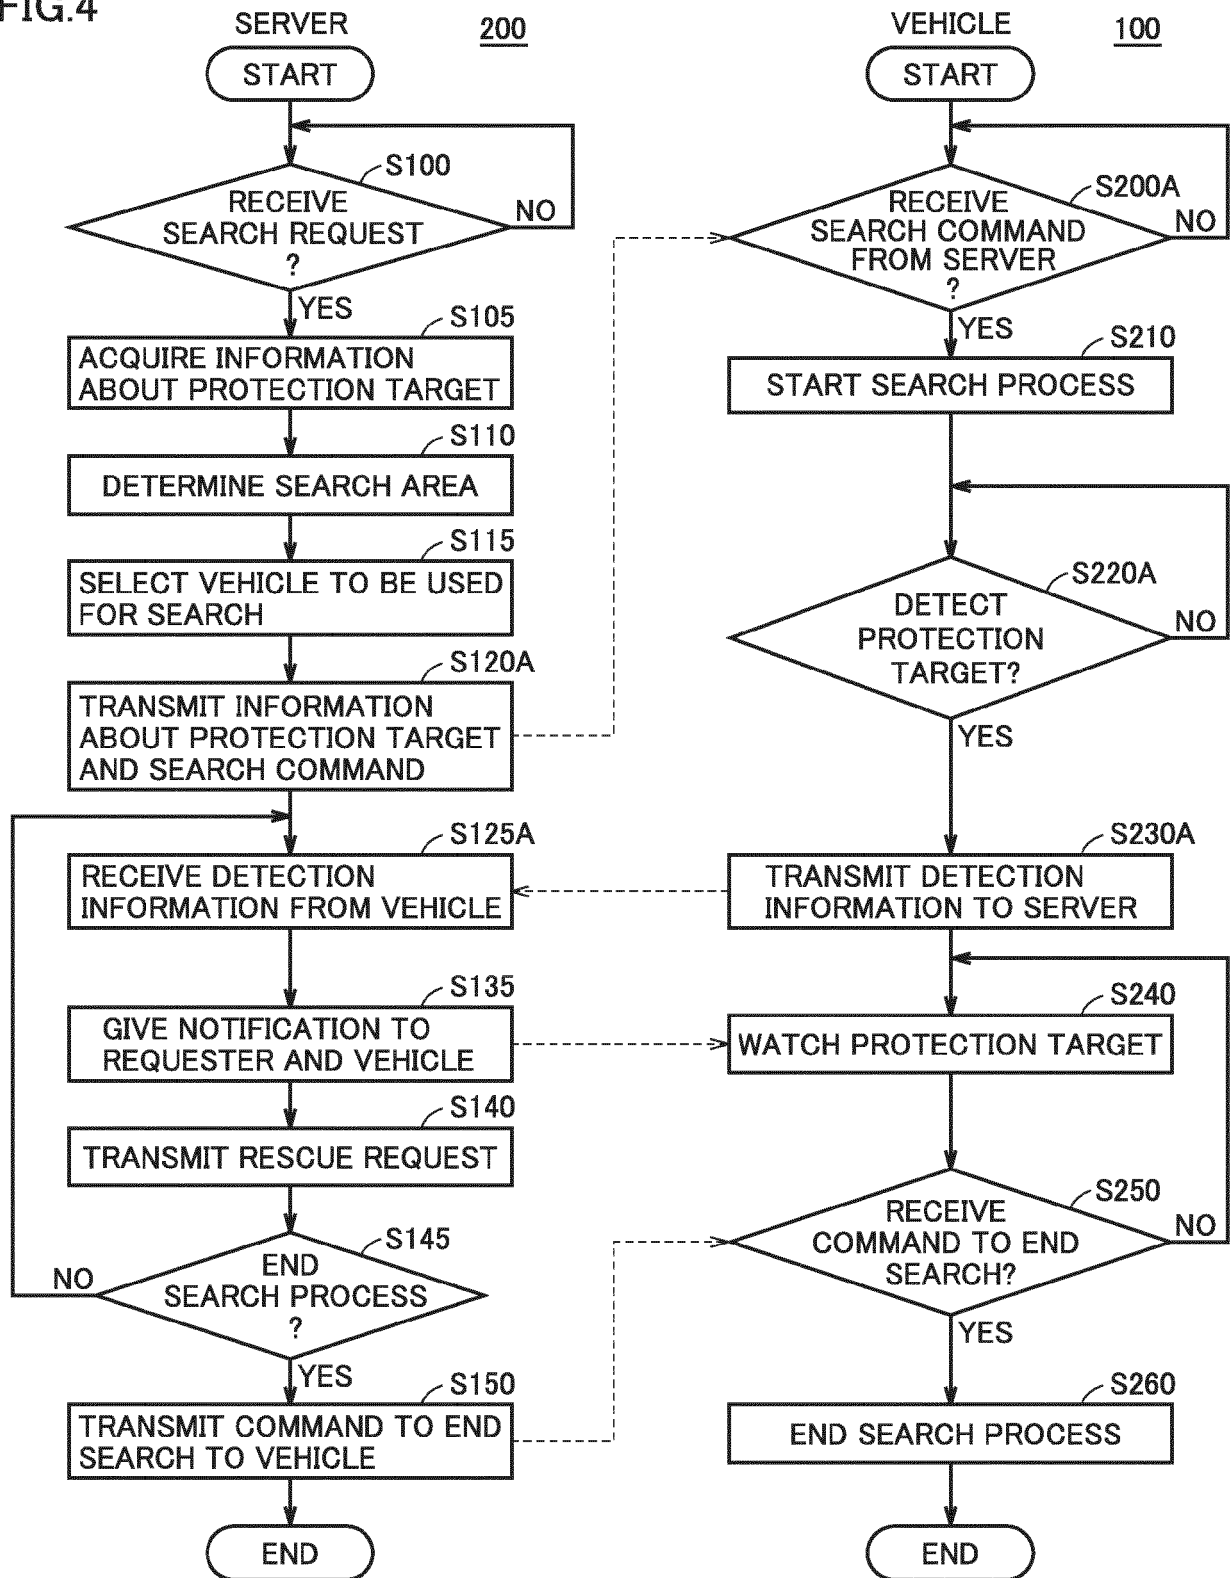 FIG.4
SERVER
200
START
S100
RECEIVE
SEARCH REQUEST
?
NO
YES
S105
ACQUIRE INFORMATION
ABOUT PROTECTION TARGET
S110
DETERMINE SEARCH AREA
S115
SELECT VEHICLE TO BE USED
FOR SEARCH
S120A
TRANSMIT INFORMATION
ABOUT PROTECTION TARGET
AND SEARCH COMMAND
S125A
RECEIVE DETECTION
INFORMATION FROM VEHICLE
S135
GIVE NOTIFICATION TO
REQUESTER AND VEHICLE
S140
TRANSMIT RESCUE REQUEST
S145
END
SEARCH PROCESS
?
NO
YES
S150
TRANSMIT COMMAND TO END
SEARCH TO VEHICLE
END
VEHICLE
100
START
S200A
RECEIVE
SEARCH COMMAND
FROM SERVER
?
NO
YES
S210
START SEARCH PROCESS
S220A
DETECT
PROTECTION
TARGET?
NO
YES
S230A
TRANSMIT DETECTION
INFORMATION TO SERVER
S240
WATCH PROTECTION TARGET
S250
RECEIVE
COMMAND TO END
SEARCH?
NO
YES
S260
END SEARCH PROCESS
END